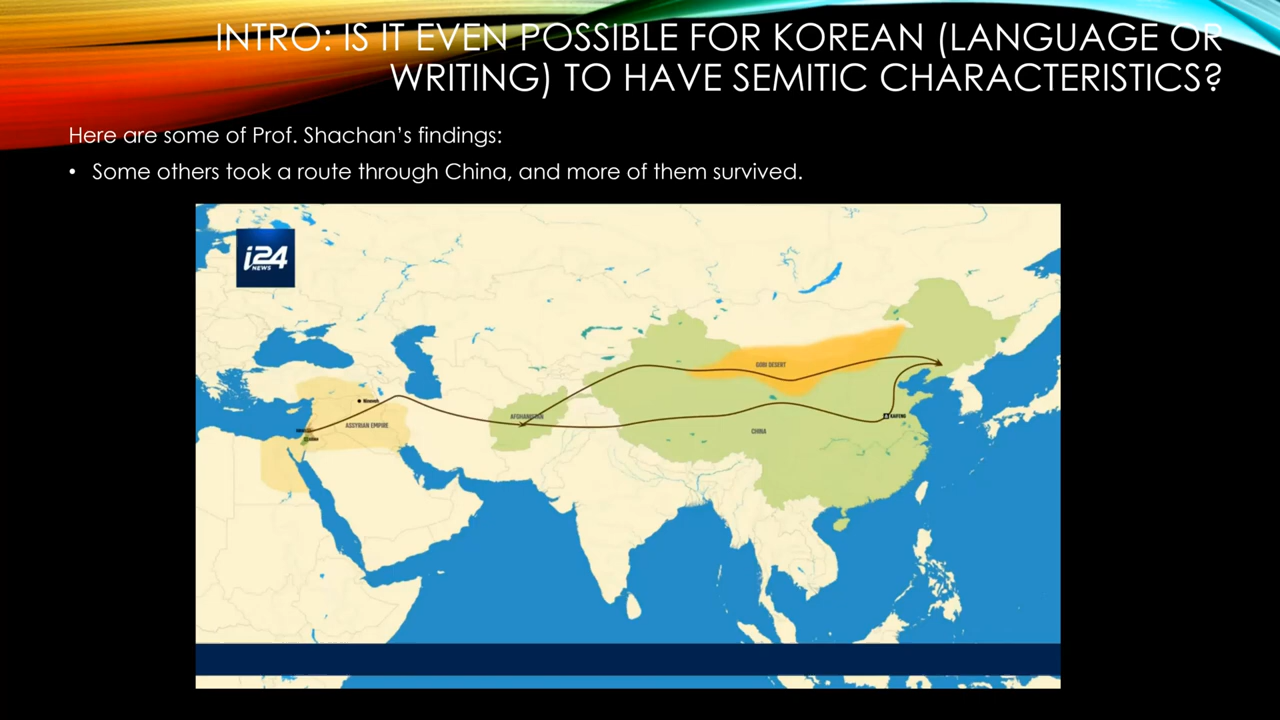 INTRO: IS IT EVEN POSSIBLE FOR KOREAN (LANGUAGE OR
WRITING) TO HAVE SEMITIC CHARACTERISTICS?
Here are some of Prof. Shachan’s findings:
• Some others took a route through China, and more of them survived.
i24
NEWS
GOBI DESERT
Nineveh
AFGHANISTAN
KAIFENG
ASSYRIAN EMPIRE
CHINA